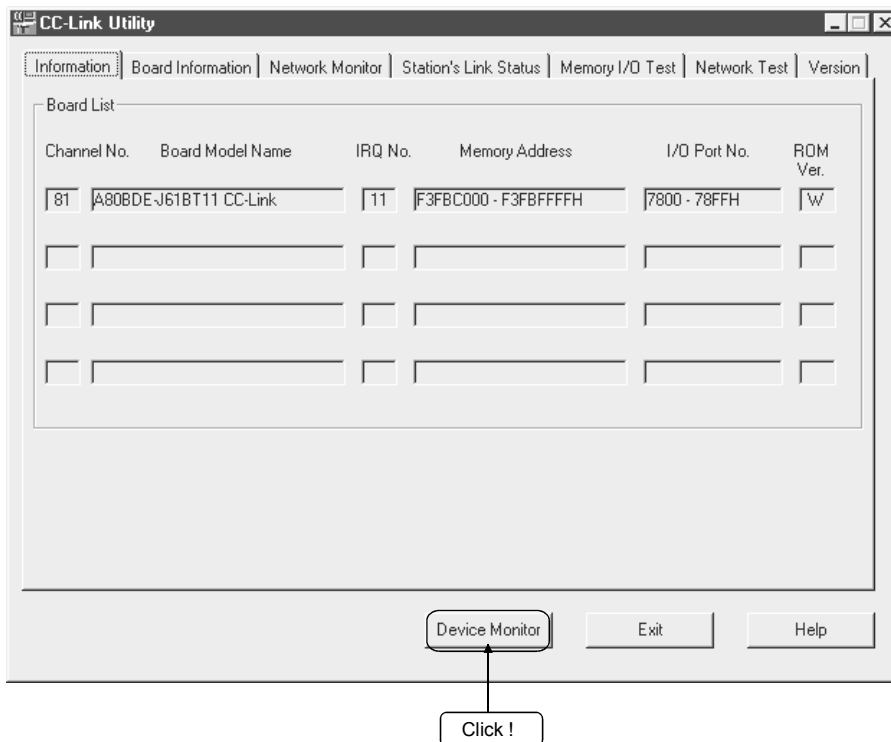 CC-Link Utility
Information Board Information Network Monitor Station's Link Status Memory I/O Test Network Test Version
Board List
Channel No. Board Model Name IRQ No. Memory Address I/O Port No. ROM Ver.
81 A80BDE-J61BT11 CC-Link 11 F3FBC000 - F3FBFFFFH 7800 - 78FFH W
Device Monitor Exit Help
Click !